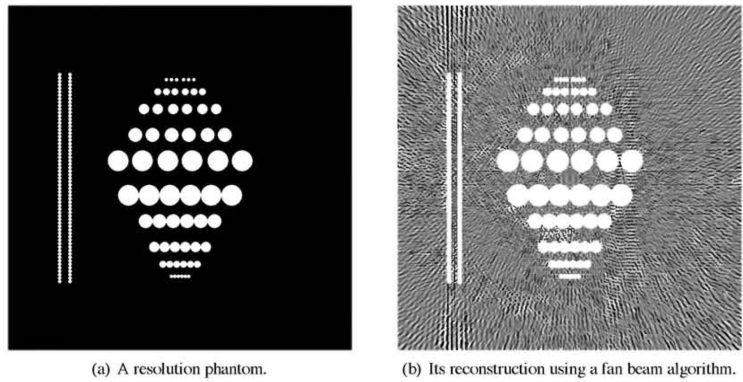 (a) A resolution phantom.
(b) Its reconstruction using a fan beam algorithm.